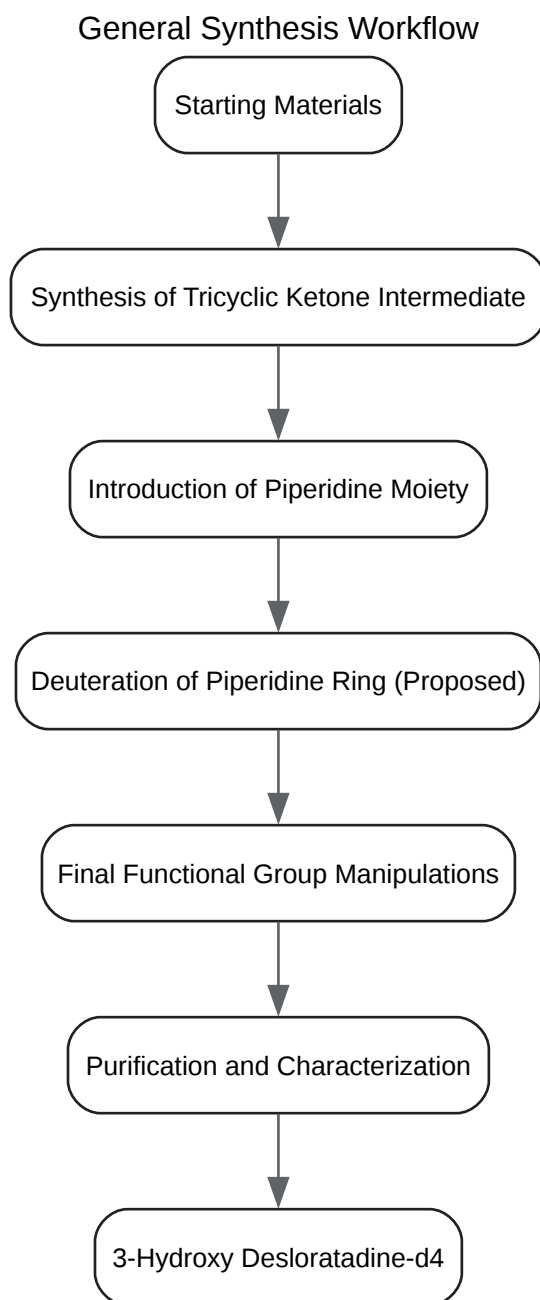 General Synthesis Workflow
Starting Materials
Synthesis of Tricyclic Ketone Intermediate
Introduction of Piperidine Moiety
Deuteration of Piperidine Ring (Proposed)
Final Functional Group Manipulations
Purification and Characterization
3-Hydroxy Desloratadine-d4